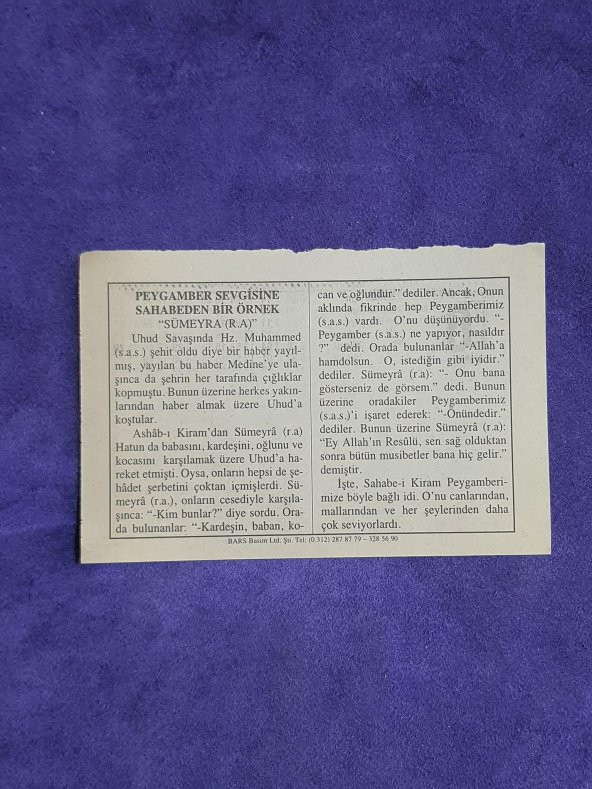 PEYGAMBER SEVGİSİNE
SAHABEDEN BİR ÖRNEK
“SÜMEYRA (R.A)”
Uhud Savaşında Hz. Muhammed
(s.a.s.) şehit oldu diye bir haber yayıl-
mış, yayılan bu haber Medine’ye ula-
şınca da şehrin her tarafında çığlıklar
kopmuştu. Bunun üzerine herkes yakın-
larından haber almak üzere Uhud’a
koştular.
Ashâb-ı Kiram’dan Sümeyrâ (r.a)
Hatun da babasını, kardeşini, oğlunu ve
kocasını karşılamak üzere Uhud’a ha-
reket etmişti. Oysa, onların hepsi de şe-
hâdet şerbetini çoktan içmişlerdi. Sü-
meyrâ (r.a.), onların cesediyle karşıla-
şınca: “-Kim bunlar?” diye sordu. Ora-
da bulunanlar: “-Kardeşin, baban, ko-
can ve oğlundur.” dediler. Ancak, Onun
aklında fikrinde hep Peygamberimiz
(s.a.s.) vardı. O’nu düşünüyordu. “-
Peygamber (s.a.s.) ne yapıyor, nasıldır
?” dedi. Orada bulunanlar “-Allah’a
hamdolsun. O, istediğin gibi iyidir.”
dediler. Sümeyrâ (r.a): “- Onu bana
gösterseniz de görsem.” dedi. Bunun
üzerine oradakiler Peygamberimiz
(s.a.s.)’i işaret ederek: “-Önündedir.”
dediler. Bunun üzerine Sümeyrâ (r.a):
“Ey Allah’ın Resûlü, sen sağ olduktan
sonra bütün musibetler bana hiç gelir.”
demiştir.
İşte, Sahabe-i Kiram Peygamberi-
mize böyle bağlı idi. O’nu canlarından,
mallarından ve her şeylerinden daha
çok seviyorlardı.
BARS Basım Ltd. Şti. Tel: (0.312) 287 87 79 – 328 56 90